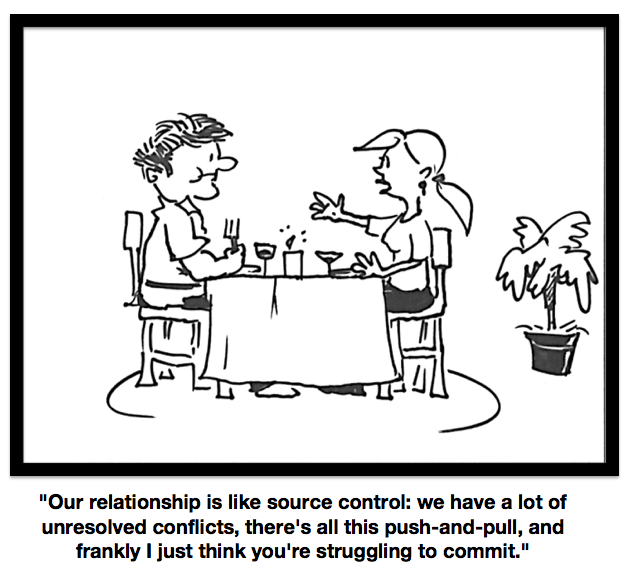 "Our relationship is like source control: we have a lot of
unresolved conflicts, there's all this push-and-pull, and
frankly I just think you're struggling to commit."